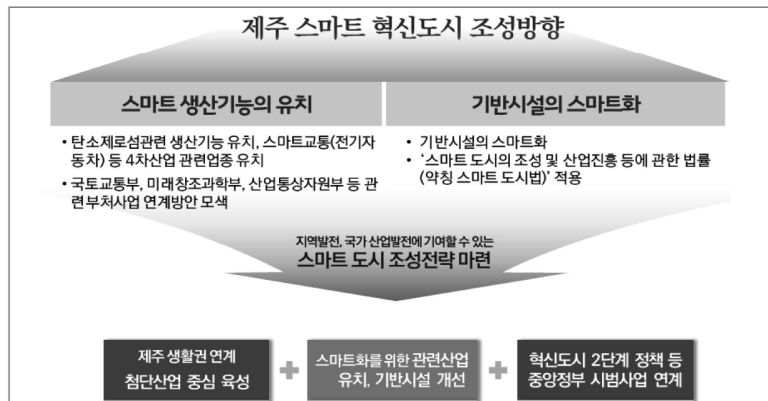 제주 스마트 혁신도시 조성방향
스마트 생산기능의 유치
• 탄소제로섬관련 생산기능 유치, 스마트교통(전기자
동차) 등 4차산업 관련업종 유치
• 국토교통부, 미래창조과학부, 산업통상자원부 등 관
련부처사업 연계방안 모색
기반시설의 스마트화
• 기반시설의 스마트화
• ‘스마트 도시의 조성 및 산업진흥 등에 관한 법률
(약칭 스마트 도시법)’ 적용
지역발전, 국가 산업발전에 기여할 수 있는
스마트 도시 조성전략 마련
제주 생활권 연계
첨단산업 중심 육성
+
스마트화를 위한 관련산업
유치, 기반시설 개선
+
혁신도시 2단계 정책 등
중앙정부 시범사업 연계